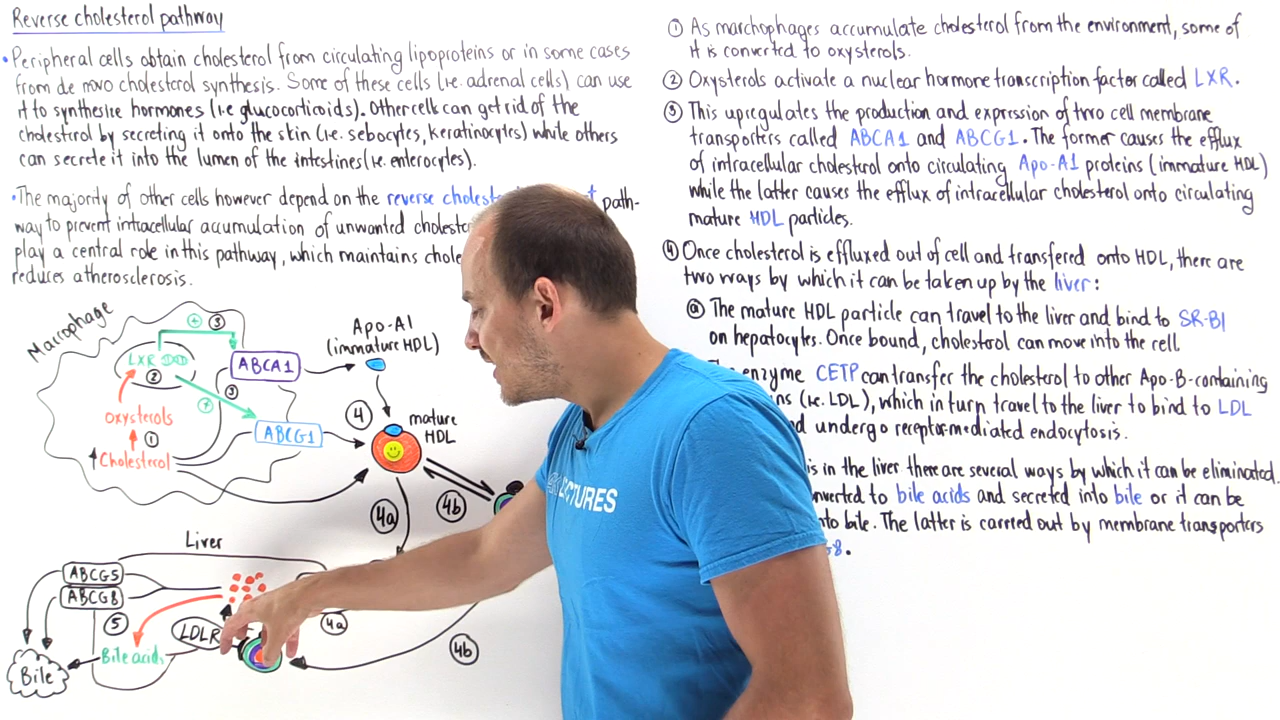 Reverse cholesterol pathway
• Peripheral cells obtain cholesterol from circulating lipoproteins or in some cases
from de novo cholesterol synthesis. Some of these cells (i.e. adrenal cells) can use
it to synthesize hormones (i.e glucocorticoids). Other cells can get rid of the
cholesterol by secreting it onto the skin (i.e. sebocytes, keratinocytes) while others
can secrete it into the lumen of the intestines (i.e. enterocytes).
• The majority of other cells however depend on the reverse path-
way to prevent intracellular accumulation of unwanted
play a central role in this pathway, which maintains
reduces atherosclerosis.
Macrophage
+ ③
LXR
②
ABCA1
③
+
oxysterols
①
Cholesterol
ABCG1
Apo-A1
(immature HDL)
④
mature
HDL
4a
4b
Liver
ABCG5
ABCG8
⑤
LDLR
4a
4b
Bile acids
Bile
① As marchophages accumulate cholesterol from the environment, some of
it is converted to oxysterols.
② Oxysterols activate a nuclear hormone transcription factor called LXR.
③ This upregulates the production and expression of two cell membrane
transporters called ABCA1 and ABCG1. The former causes the efflux
of intracellular cholesterol onto circulating Apo-A1 proteins (immature HDL)
while the latter causes the efflux of intracellular cholesterol onto circulating
mature HDL particles.
④ Once cholesterol is effluxed out of cell and transfered onto HDL, there are
two ways by which it can be taken up by the liver:
ⓐ The mature HDL particle can travel to the liver and bind to SR-B1
on hepatocytes. Once bound, cholesterol can move into the cell
enzyme CETP can transfer the cholesterol to other Apo-B-containing
(i.e. LDL), which in turn travel to the liver to bind to LDL
undergo receptor-mediated endocytosis.
is in the liver there are several ways by which it can be eliminated.
to bile acids and secreted into bile or it can be
bile. The latter is carried out by membrane transporters
LECTURES